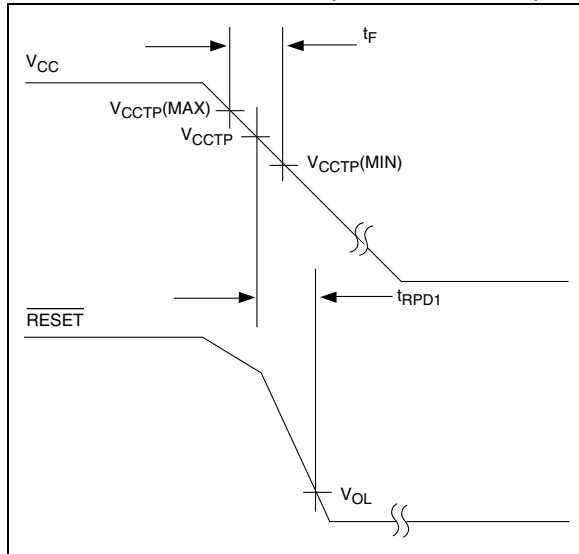 tF
VCC
VCCTP(MAX)
VCCTP
VCCTP(MIN)
tRPD1
RESET
VOL